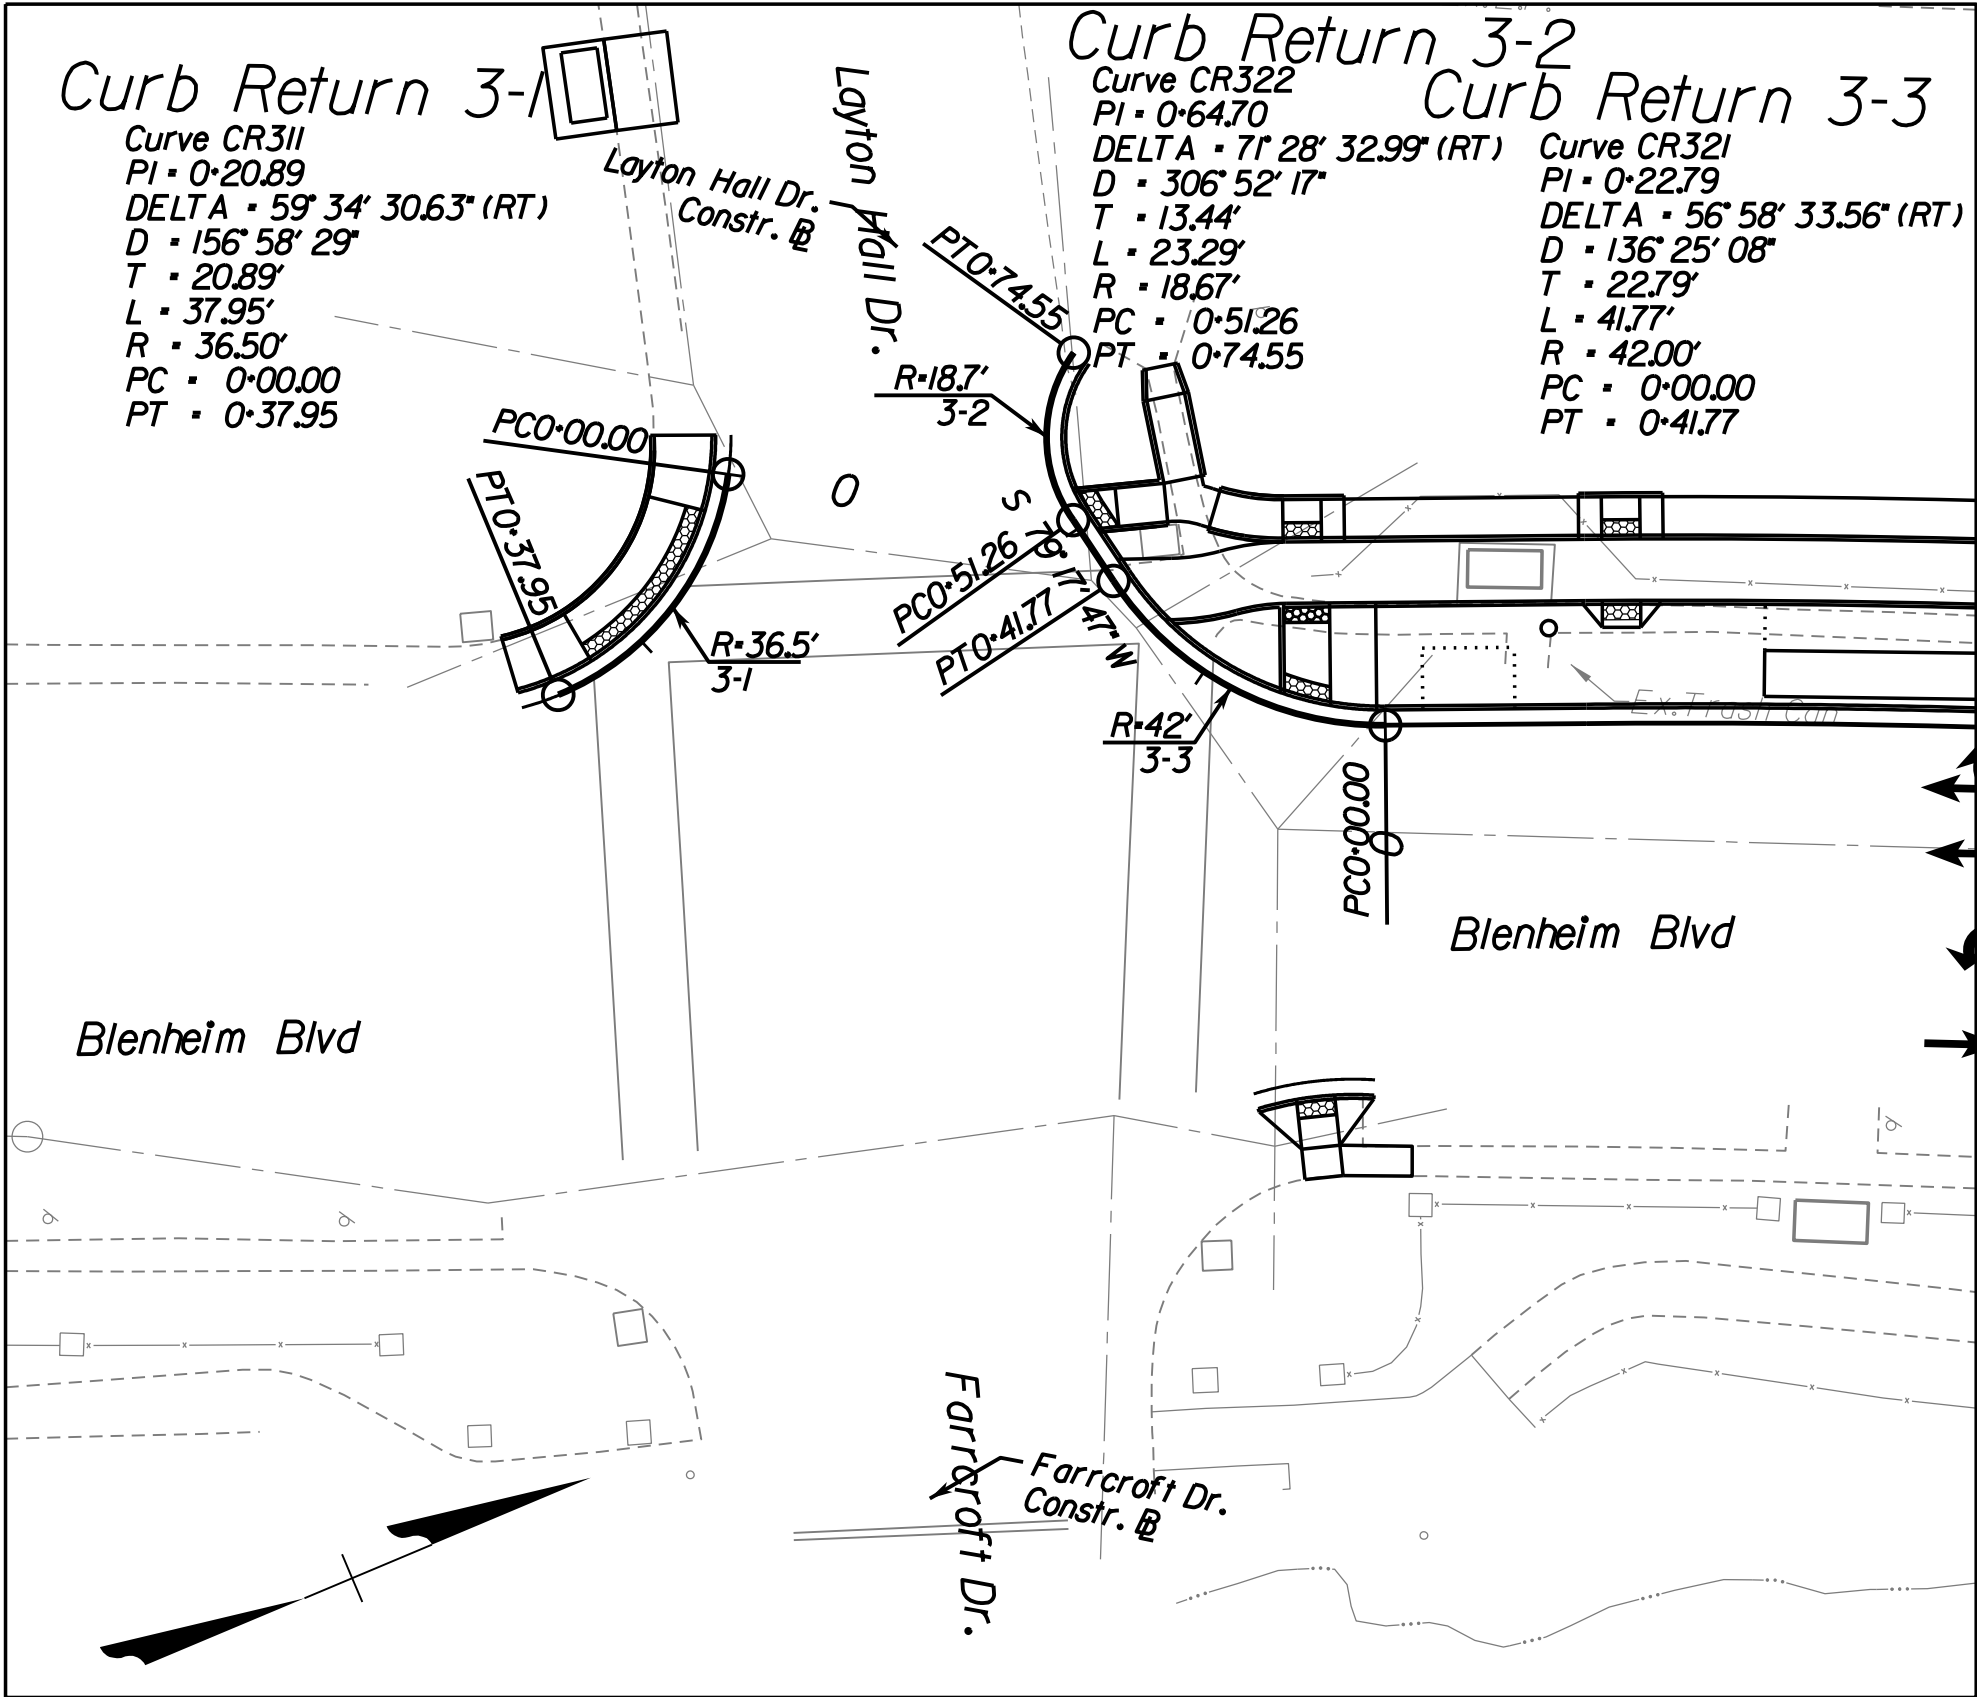 Curb Return 3-1
Curve CR311
PI = 0+20.89
DELTA = 59° 34' 30.63" (RT)
D = 156° 58' 29"
T = 20.89'
L = 37.95'
R = 36.50'
PC = 0+00.00
PT = 0+37.95
Curb Return 3-2
Curve CR322
PI = 0+64.70
DELTA = 71° 28' 32.99" (RT)
D = 306° 52' 17"
T = 13.44'
L = 23.29'
R = 18.67'
PC = 0+51.26
PT = 0+74.55
Curb Return 3-3
Curve CR321
PI = 0+22.79
DELTA = 56° 58' 33.56" (RT)
D = 136° 25' 08"
T = 22.79'
L = 41.77'
R = 42.00'
PC = 0+00.00
PT = 0+41.77
Layton Hall Dr.
Constr. BL
Layton Hall Dr.
PT0+74.55
R=18.7'
3-2
PC0+00.00
PT0+37.95
0
R=36.5'
3-1
S 79° 17' 47" W
PC0+51.26
PT0+41.77
R=42'
3-3
PC0+00.00
0
Ex. Trash Can
Blenheim Blvd
Blenheim Blvd
Farrcroft Dr.
Farrcroft Dr.
Constr. BL